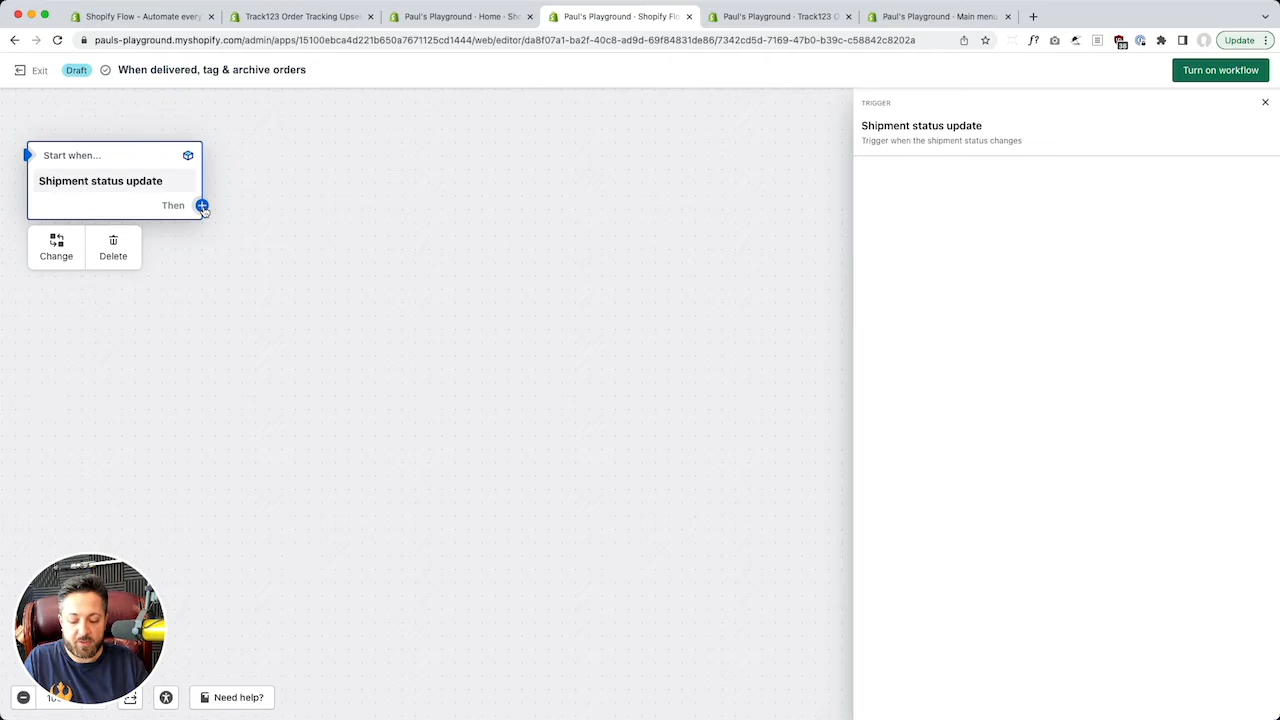 Shopify Flow - Automate every
Track123 Order Tracking Upsel
Paul's Playground · Home · Sho
Paul's Playground · Shopify Flo
Paul's Playground · Track123 O
Paul's Playground · Main menu
pauls-playground.myshopify.com/admin/apps/15100ebca4d221b650a7671125cd1444/web/editor/da8f07a1-ba2f-40c8-ad9d-69f84831de86/7342cd5d-7169-47b0-b39c-c58842c8202a
f?
Update
Exit
Draft
When delivered, tag & archive orders
Turn on workflow
TRIGGER
Shipment status update
Trigger when the shipment status changes
Start when...
Shipment status update
Then
Change
Delete
Need help?